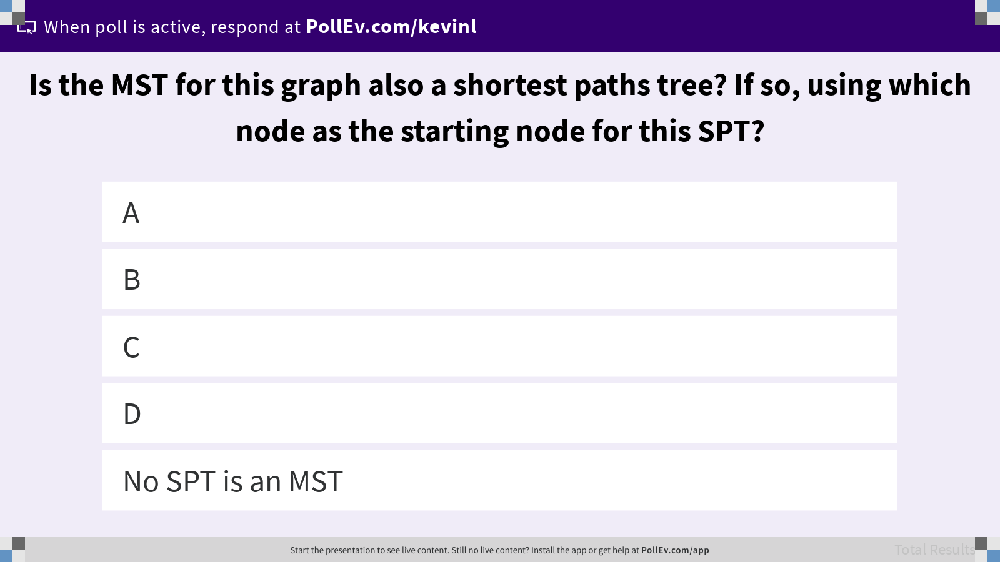 When poll is active, respond at PollEv.com/kevinl
Is the MST for this graph also a shortest paths tree? If so, using which
node as the starting node for this SPT?
A
B
C
D
No SPT is an MST
Start the presentation to see live content. Still no live content? Install the app or get help at PollEv.com/app
Total Results